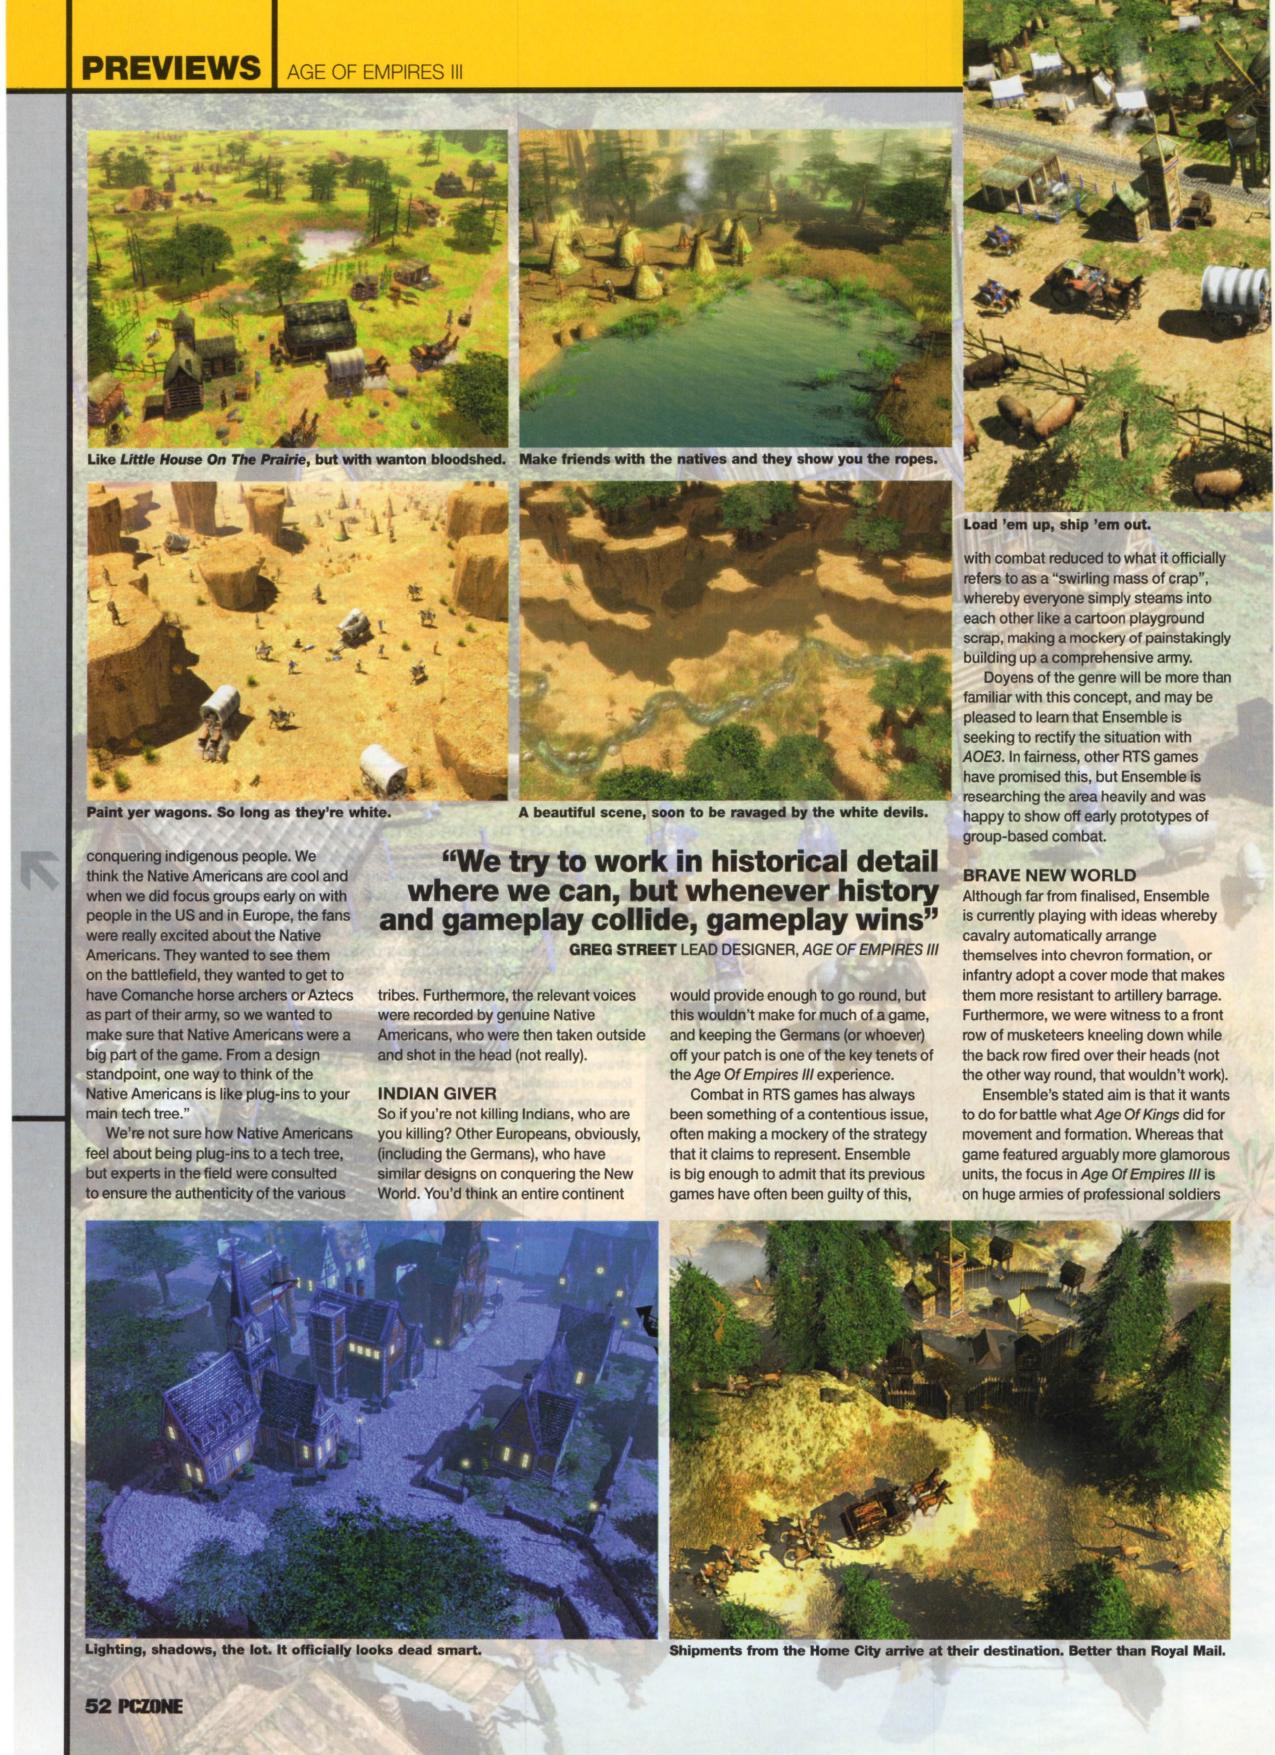 PREVIEWS
AGE OF EMPIRES III
Like Little House On The Prairie, but with wanton bloodshed.
Make friends with the natives and they show you the ropes.
Load 'em up, ship 'em out.
Paint yer wagons. So long as they're white.
A beautiful scene, soon to be ravaged by the white devils.
conquering indigenous people. We
think the Native Americans are cool and
when we did focus groups early on with
people in the US and in Europe, the fans
were really excited about the Native
Americans. They wanted to see them
on the battlefield, they wanted to get to
have Comanche horse archers or Aztecs
as part of their army, so we wanted to
make sure that Native Americans were a
big part of the game. From a design
standpoint, one way to think of the
Native Americans is like plug-ins to your
main tech tree."
We're not sure how Native Americans
feel about being plug-ins to a tech tree,
but experts in the field were consulted
to ensure the authenticity of the various
"We try to work in historical detail
where we can, but whenever history
and gameplay collide, gameplay wins"
GREG STREET LEAD DESIGNER, AGE OF EMPIRES III
tribes. Furthermore, the relevant voices
were recorded by genuine Native
Americans, who were then taken outside
and shot in the head (not really).
INDIAN GIVER
So if you're not killing Indians, who are
you killing? Other Europeans, obviously,
(including the Germans), who have
similar designs on conquering the New
World. You'd think an entire continent
would provide enough to go round, but
this wouldn't make for much of a game,
and keeping the Germans (or whoever)
off your patch is one of the key tenets of
the Age Of Empires III experience.
Combat in RTS games has always
been something of a contentious issue,
often making a mockery of the strategy
that it claims to represent. Ensemble
is big enough to admit that its previous
games have often been guilty of this,
with combat reduced to what it officially
refers to as a "swirling mass of crap",
whereby everyone simply steams into
each other like a cartoon playground
scrap, making a mockery of painstakingly
building up a comprehensive army.
Doyens of the genre will be more than
familiar with this concept, and may be
pleased to learn that Ensemble is
seeking to rectify the situation with
AOE3. In fairness, other RTS games
have promised this, but Ensemble is
researching the area heavily and was
happy to show off early prototypes of
group-based combat.
BRAVE NEW WORLD
Although far from finalised, Ensemble
is currently playing with ideas whereby
cavalry automatically arrange
themselves into chevron formation, or
infantry adopt a cover mode that makes
them more resistant to artillery barrage.
Furthermore, we were witness to a front
row of musketeers kneeling down while
the back row fired over their heads (not
the other way round, that wouldn't work).
Ensemble's stated aim is that it wants
to do for battle what Age Of Kings did for
movement and formation. Whereas that
game featured arguably more glamorous
units, the focus in Age Of Empires III is
on huge armies of professional soldiers
Lighting, shadows, the lot. It officially looks dead smart.
Shipments from the Home City arrive at their destination. Better than Royal Mail.
52 PCZONE